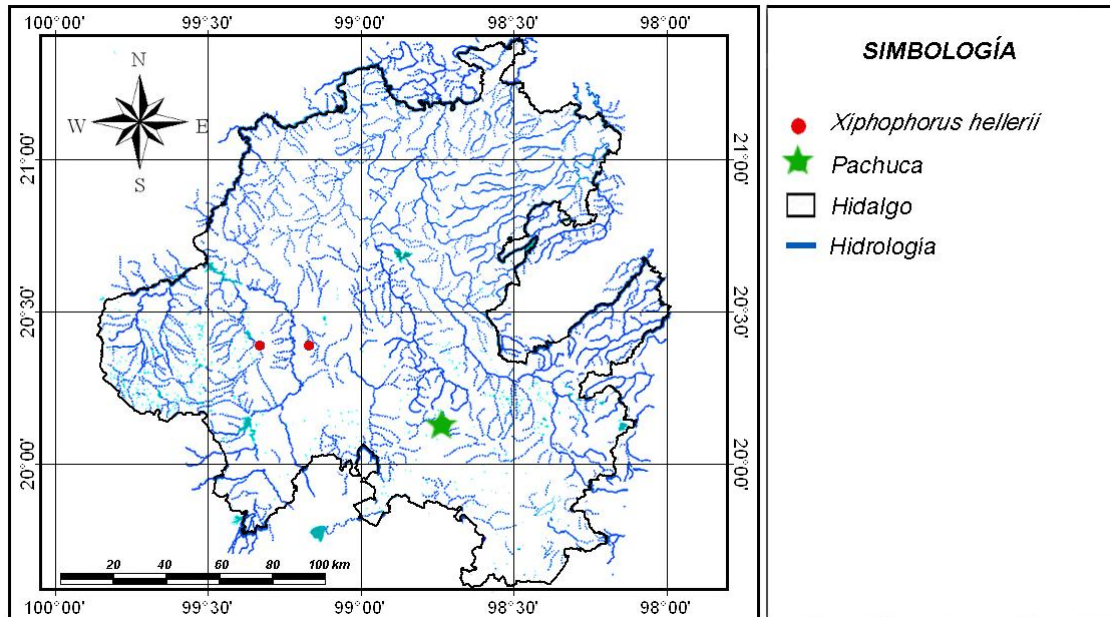 100°00' 99°30' 99°00' 98°30' 98°00'
N
W E
S
21°00' 21°00'
20°30' 20°30'
20°00' 20°00'
20 40 60 80 100 km
100°00' 99°30' 99°00' 98°30' 98°00'
SIMBOLOGÍA
Xiphophorus hellerii
Pachuca
Hidalgo
Hidrología